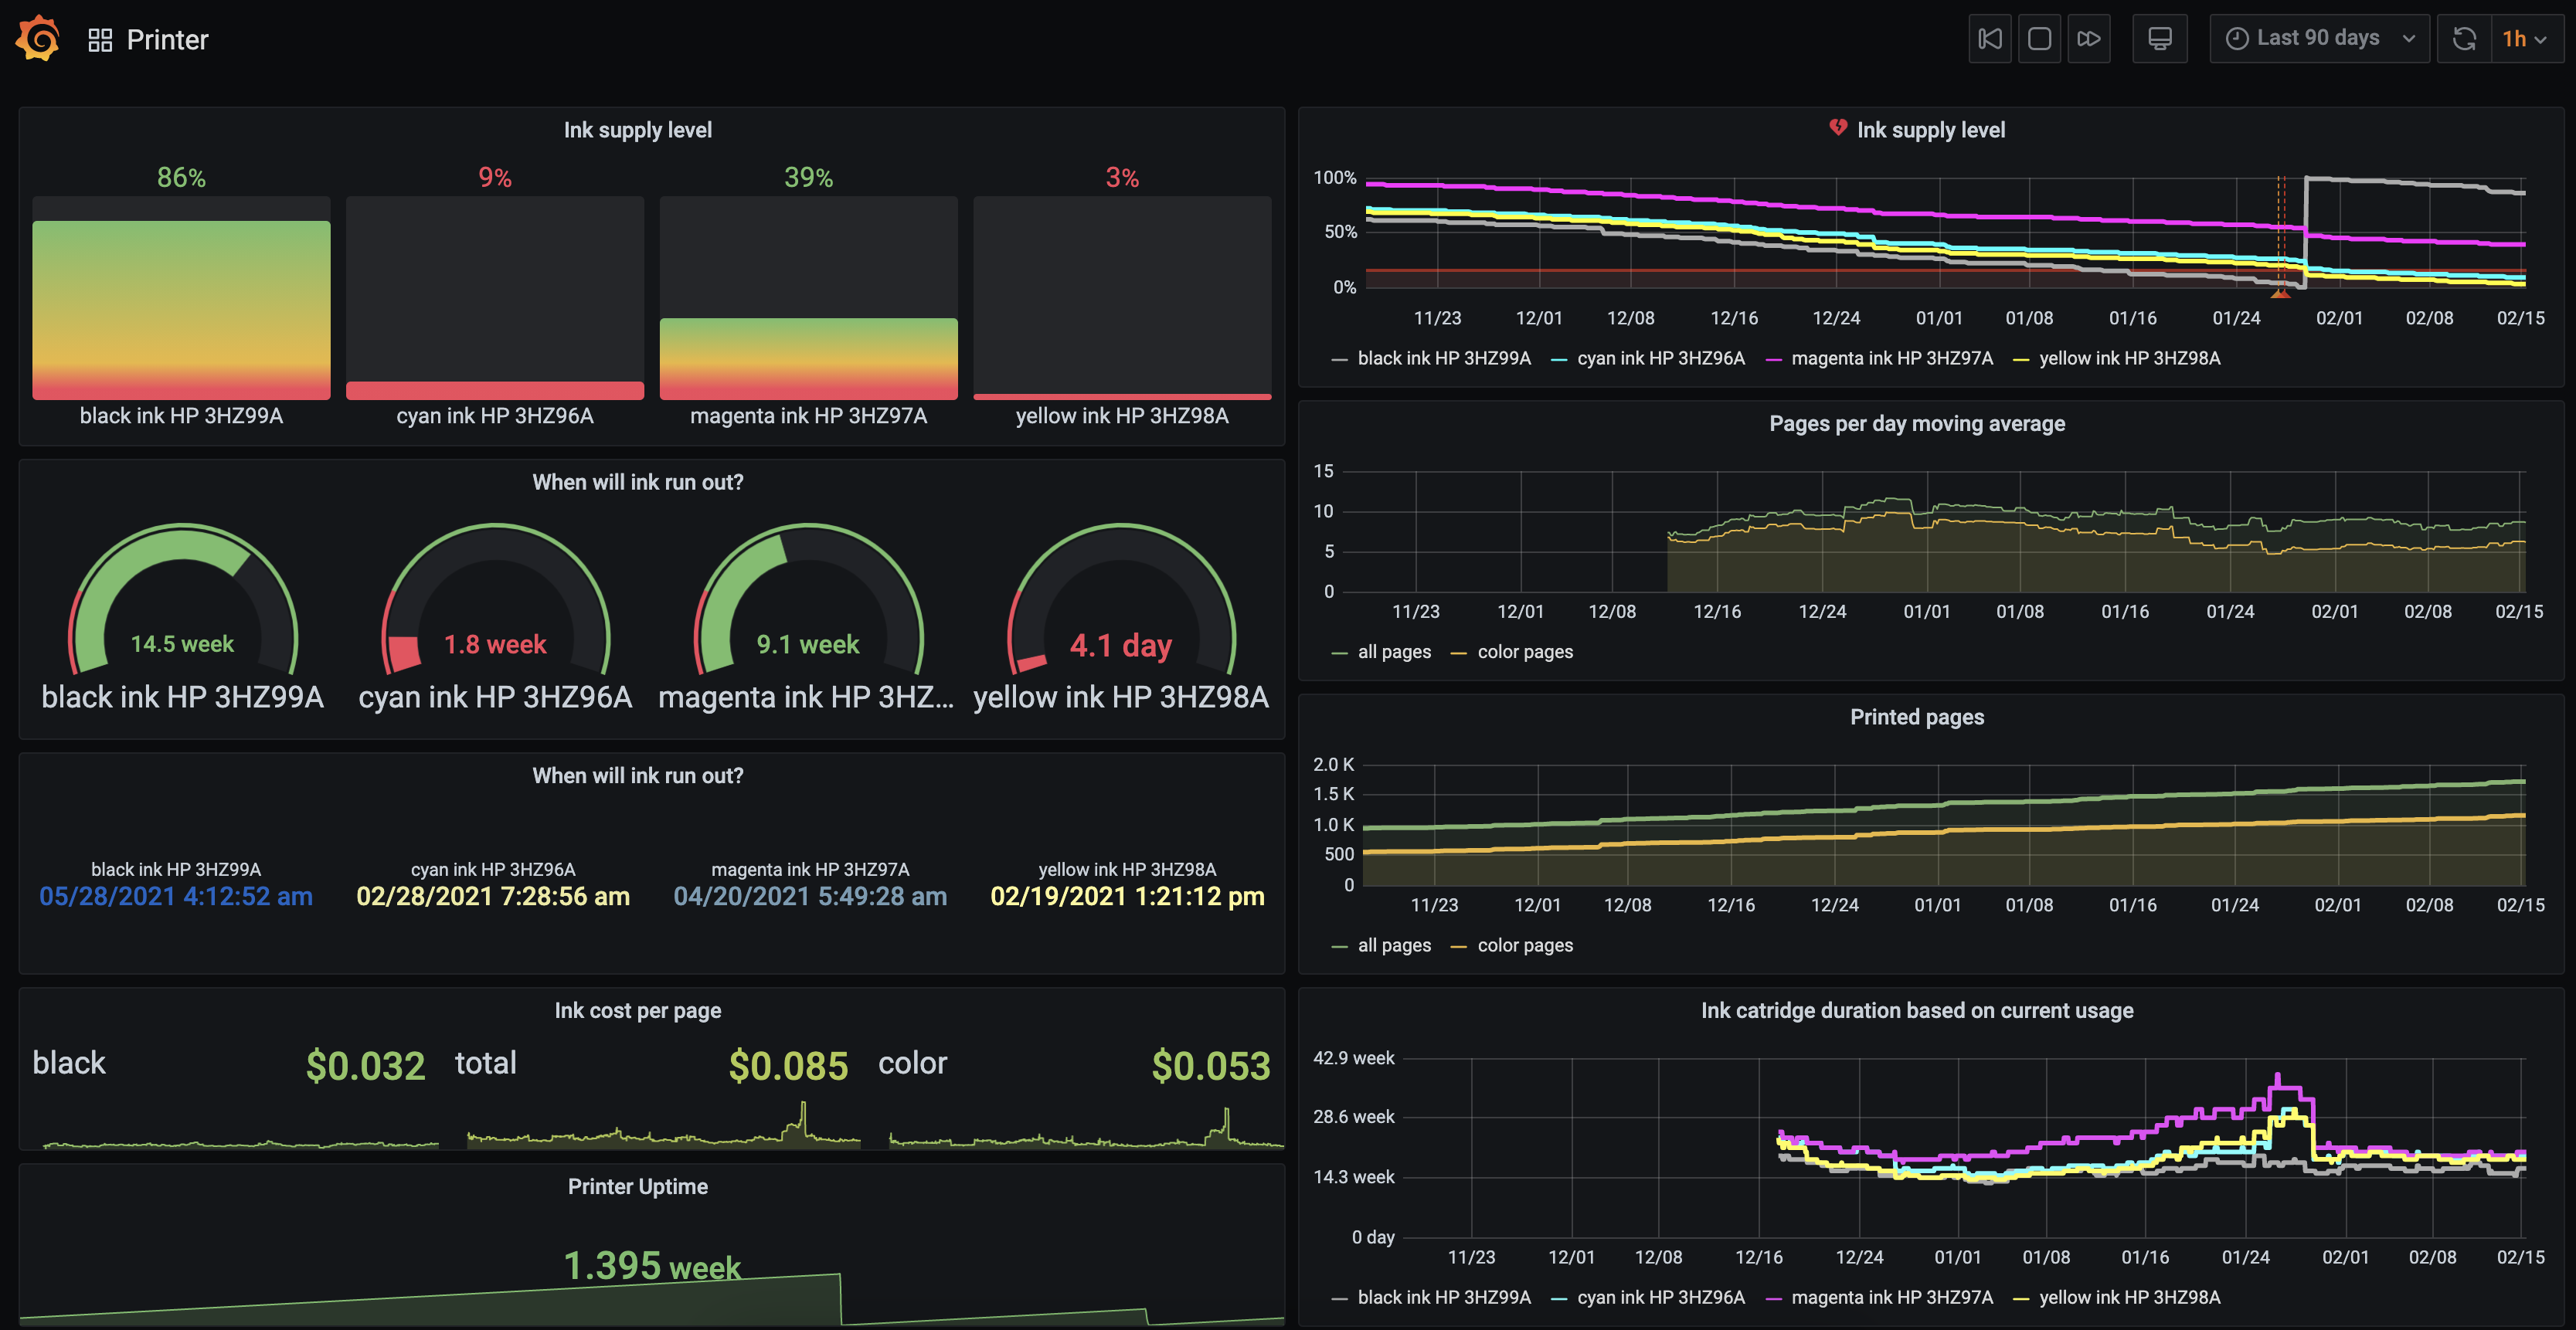 Printer
Last 90 days
1h
Ink supply level
86% 9% 39% 3%
black ink HP 3HZ99A cyan ink HP 3HZ96A magenta ink HP 3HZ97A yellow ink HP 3HZ98A
When will ink run out?
14.5 week 1.8 week 9.1 week 4.1 day
black ink HP 3HZ99A cyan ink HP 3HZ96A magenta ink HP 3HZ... yellow ink HP 3HZ98A
When will ink run out?
black ink HP 3HZ99A cyan ink HP 3HZ96A magenta ink HP 3HZ97A yellow ink HP 3HZ98A
05/28/2021 4:12:52 am 02/28/2021 7:28:56 am 04/20/2021 5:49:28 am 02/19/2021 1:21:12 pm
Ink cost per page
black $0.032 total $0.085 color $0.053
Printer Uptime
1.395 week
Ink supply level
100%
50%
0%
11/23 12/01 12/08 12/16 12/24 01/01 01/08 01/16 01/24 02/01 02/08 02/15
black ink HP 3HZ99A cyan ink HP 3HZ96A magenta ink HP 3HZ97A yellow ink HP 3HZ98A
Pages per day moving average
15
10
5
0
11/23 12/01 12/08 12/16 12/24 01/01 01/08 01/16 01/24 02/01 02/08 02/15
all pages color pages
Printed pages
2.0 K
1.5 K
1.0 K
500
0
11/23 12/01 12/08 12/16 12/24 01/01 01/08 01/16 01/24 02/01 02/08 02/15
all pages color pages
Ink catridge duration based on current usage
42.9 week
28.6 week
14.3 week
0 day
11/23 12/01 12/08 12/16 12/24 01/01 01/08 01/16 01/24 02/01 02/08 02/15
black ink HP 3HZ99A cyan ink HP 3HZ96A magenta ink HP 3HZ97A yellow ink HP 3HZ98A